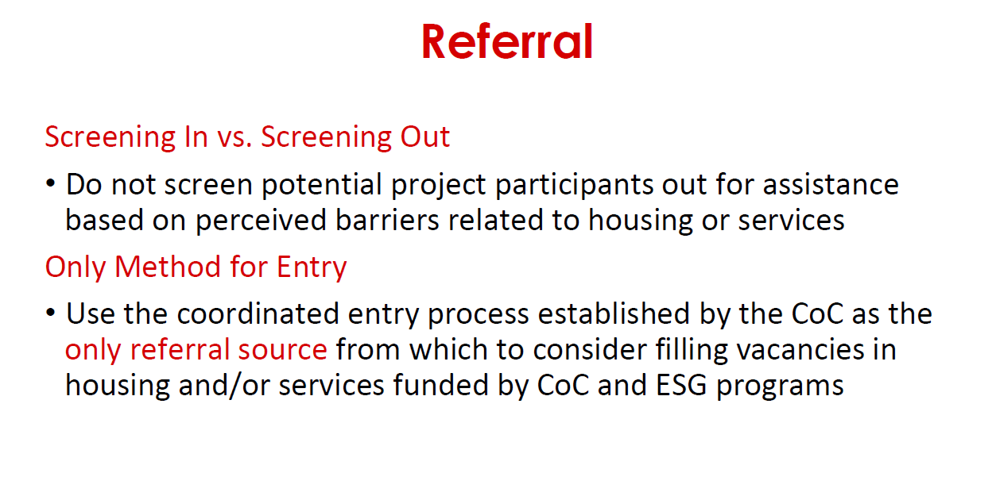 Referral
Screening In vs. Screening Out
• Do not screen potential project participants out for assistance
based on perceived barriers related to housing or services
Only Method for Entry
• Use the coordinated entry process established by the CoC as the
only referral source from which to consider filling vacancies in
housing and/or services funded by CoC and ESG programs